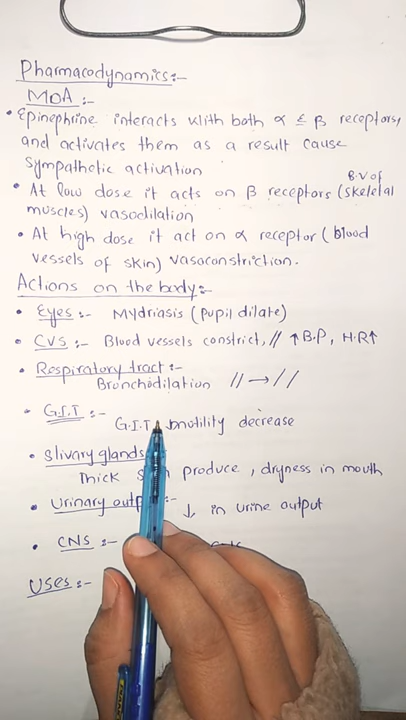 Pharmacodynamics:-
MOA :-
• Epinephrine interacts with both α & β receptors,
and activates them as a result cause
sympathetic activation
• At low dose it acts on β receptors (B.V of skeletal
muscles) vasodilation
• At high dose it act on α receptor (blood
vessels of skin) vasoconstriction.
Actions on the body:-
• Eyes :- Mydriasis (Pupil dilate)
• CVS :- Blood vessels constrict, // ↑B.P, H.R↑
• Respiratory tract :-
Bronchodilation // → //
• G.I.T :-
G.I.T motility decrease
• Slivary glands
Thick produce, dryness in mouth
• Urinary outp :-
↓ in urine output
• CNS :-
Uses :-